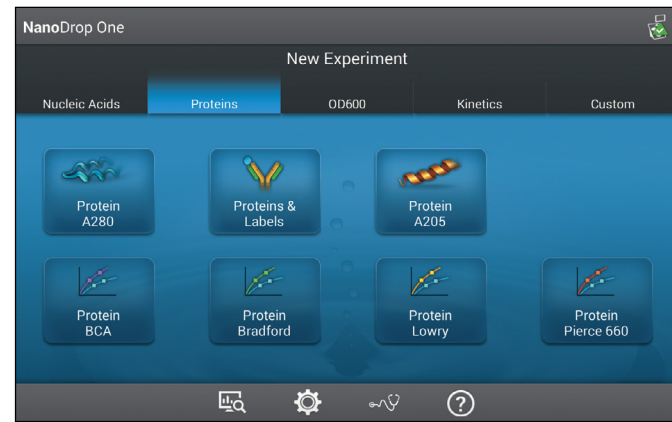 NanoDrop One
New Experiment
Nucleic Acids Proteins OD600 Kinetics Custom
Protein
A280
Proteins &
Labels
Protein
A205
Protein
BCA
Protein
Bradford
Protein
Lowry
Protein
Pierce 660
?